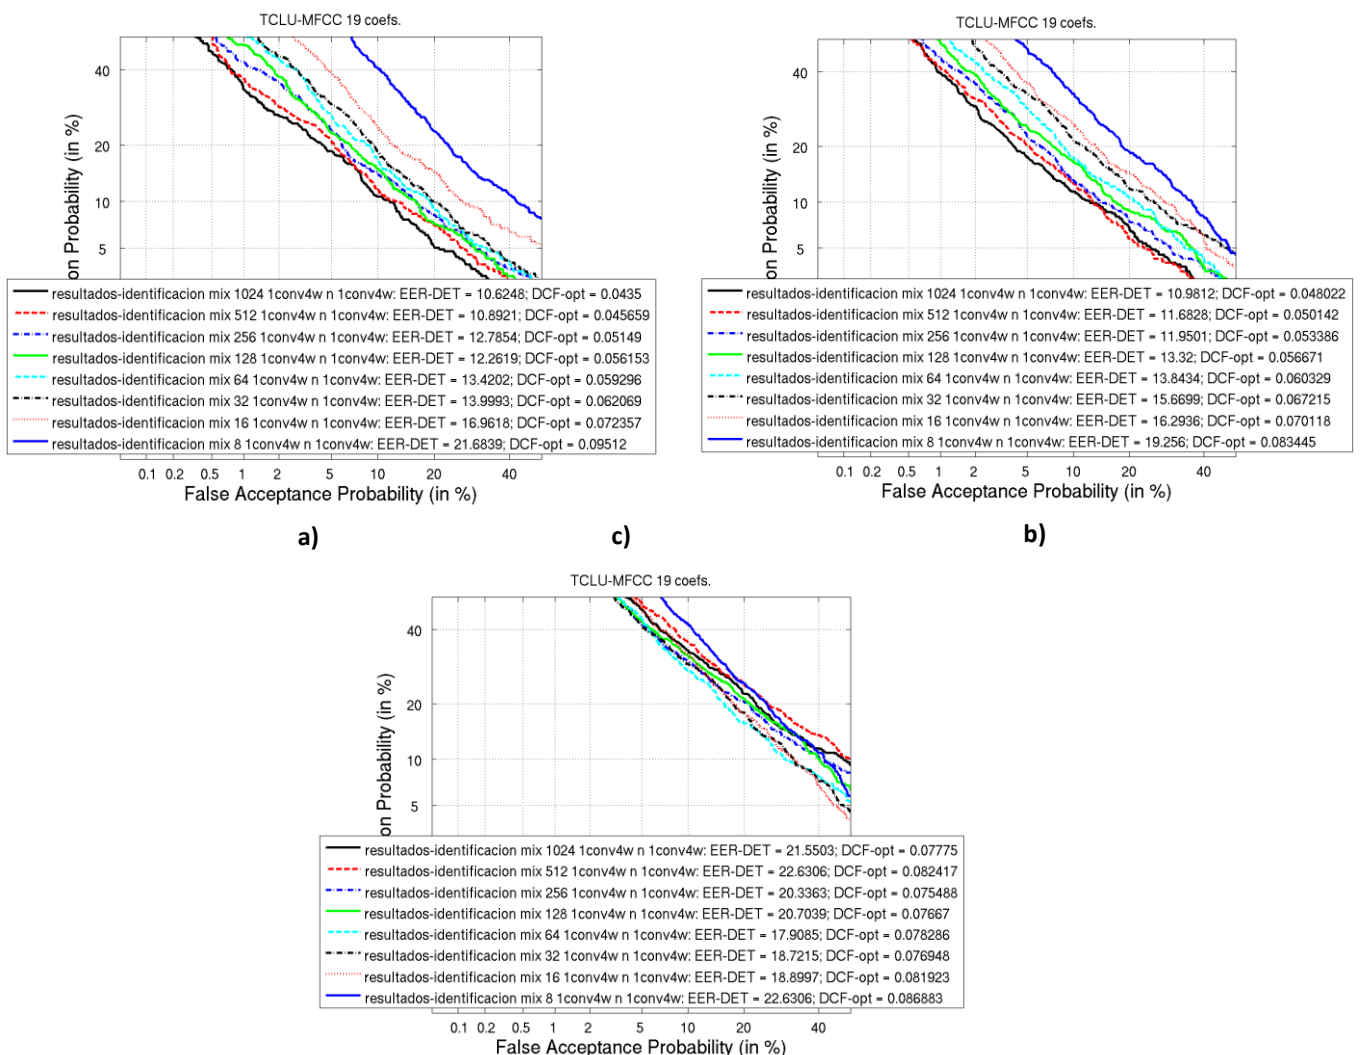 TCLU-MFCC 19 coefs.
40
20
10
5
on Probability (in %)
resultados-identificacion mix 1024 1conv4w n 1conv4w: EER-DET = 10.6248; DCF-opt = 0.0435
resultados-identificacion mix 512 1conv4w n 1conv4w: EER-DET = 10.8921; DCF-opt = 0.045659
resultados-identificacion mix 256 1conv4w n 1conv4w: EER-DET = 12.7854; DCF-opt = 0.05149
resultados-identificacion mix 128 1conv4w n 1conv4w: EER-DET = 12.2619; DCF-opt = 0.056153
resultados-identificacion mix 64 1conv4w n 1conv4w: EER-DET = 13.4202; DCF-opt = 0.059296
resultados-identificacion mix 32 1conv4w n 1conv4w: EER-DET = 13.9993; DCF-opt = 0.062069
resultados-identificacion mix 16 1conv4w n 1conv4w: EER-DET = 16.9618; DCF-opt = 0.072357
resultados-identificacion mix 8 1conv4w n 1conv4w: EER-DET = 21.6839; DCF-opt = 0.09512
0.1 0.2 0.5 1 2 5 10 20 40
False Acceptance Probability (in %)
a)
TCLU-MFCC 19 coefs.
40
20
10
5
on Probability (in %)
resultados-identificacion mix 1024 1conv4w n 1conv4w: EER-DET = 10.9812; DCF-opt = 0.048022
resultados-identificacion mix 512 1conv4w n 1conv4w: EER-DET = 11.6828; DCF-opt = 0.050142
resultados-identificacion mix 256 1conv4w n 1conv4w: EER-DET = 11.9501; DCF-opt = 0.053386
resultados-identificacion mix 128 1conv4w n 1conv4w: EER-DET = 13.32; DCF-opt = 0.056671
resultados-identificacion mix 64 1conv4w n 1conv4w: EER-DET = 13.8434; DCF-opt = 0.060329
resultados-identificacion mix 32 1conv4w n 1conv4w: EER-DET = 15.6699; DCF-opt = 0.067215
resultados-identificacion mix 16 1conv4w n 1conv4w: EER-DET = 16.2936; DCF-opt = 0.070118
resultados-identificacion mix 8 1conv4w n 1conv4w: EER-DET = 19.256; DCF-opt = 0.083445
0.1 0.2 0.5 1 2 5 10 20 40
False Acceptance Probability (in %)
b)
c)
TCLU-MFCC 19 coefs.
40
20
10
5
on Probability (in %)
resultados-identificacion mix 1024 1conv4w n 1conv4w: EER-DET = 21.5503; DCF-opt = 0.07775
resultados-identificacion mix 512 1conv4w n 1conv4w: EER-DET = 22.6306; DCF-opt = 0.082417
resultados-identificacion mix 256 1conv4w n 1conv4w: EER-DET = 20.3363; DCF-opt = 0.075488
resultados-identificacion mix 128 1conv4w n 1conv4w: EER-DET = 20.7039; DCF-opt = 0.07667
resultados-identificacion mix 64 1conv4w n 1conv4w: EER-DET = 17.9085; DCF-opt = 0.078286
resultados-identificacion mix 32 1conv4w n 1conv4w: EER-DET = 18.7215; DCF-opt = 0.076948
resultados-identificacion mix 16 1conv4w n 1conv4w: EER-DET = 18.8997; DCF-opt = 0.081923
resultados-identificacion mix 8 1conv4w n 1conv4w: EER-DET = 22.6306; DCF-opt = 0.086883
0.1 0.2 0.5 1 2 5 10 20 40
False Acceptance Probability (in %)